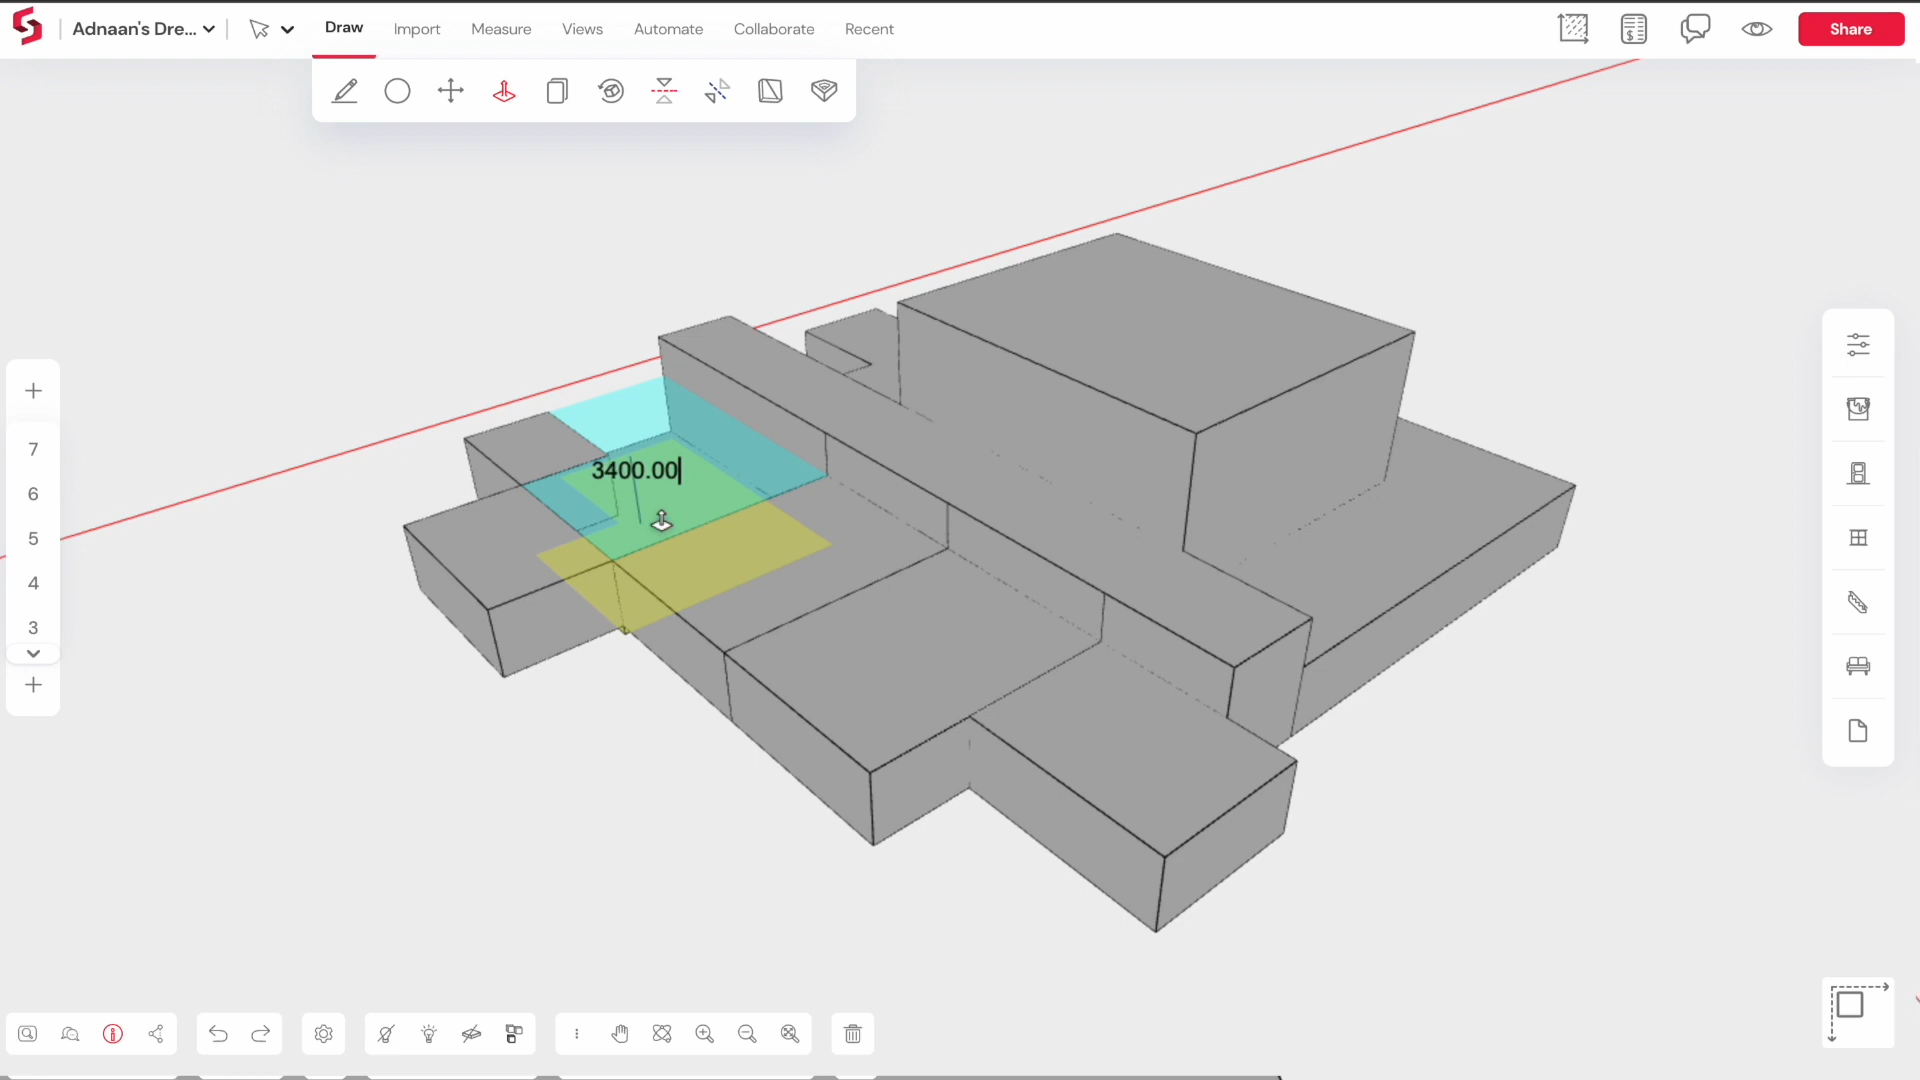 Adnaan's Dre...
Draw
Import
Measure
Views
Automate
Collaborate
Recent
Share
7
6
5
4
3
3400.00